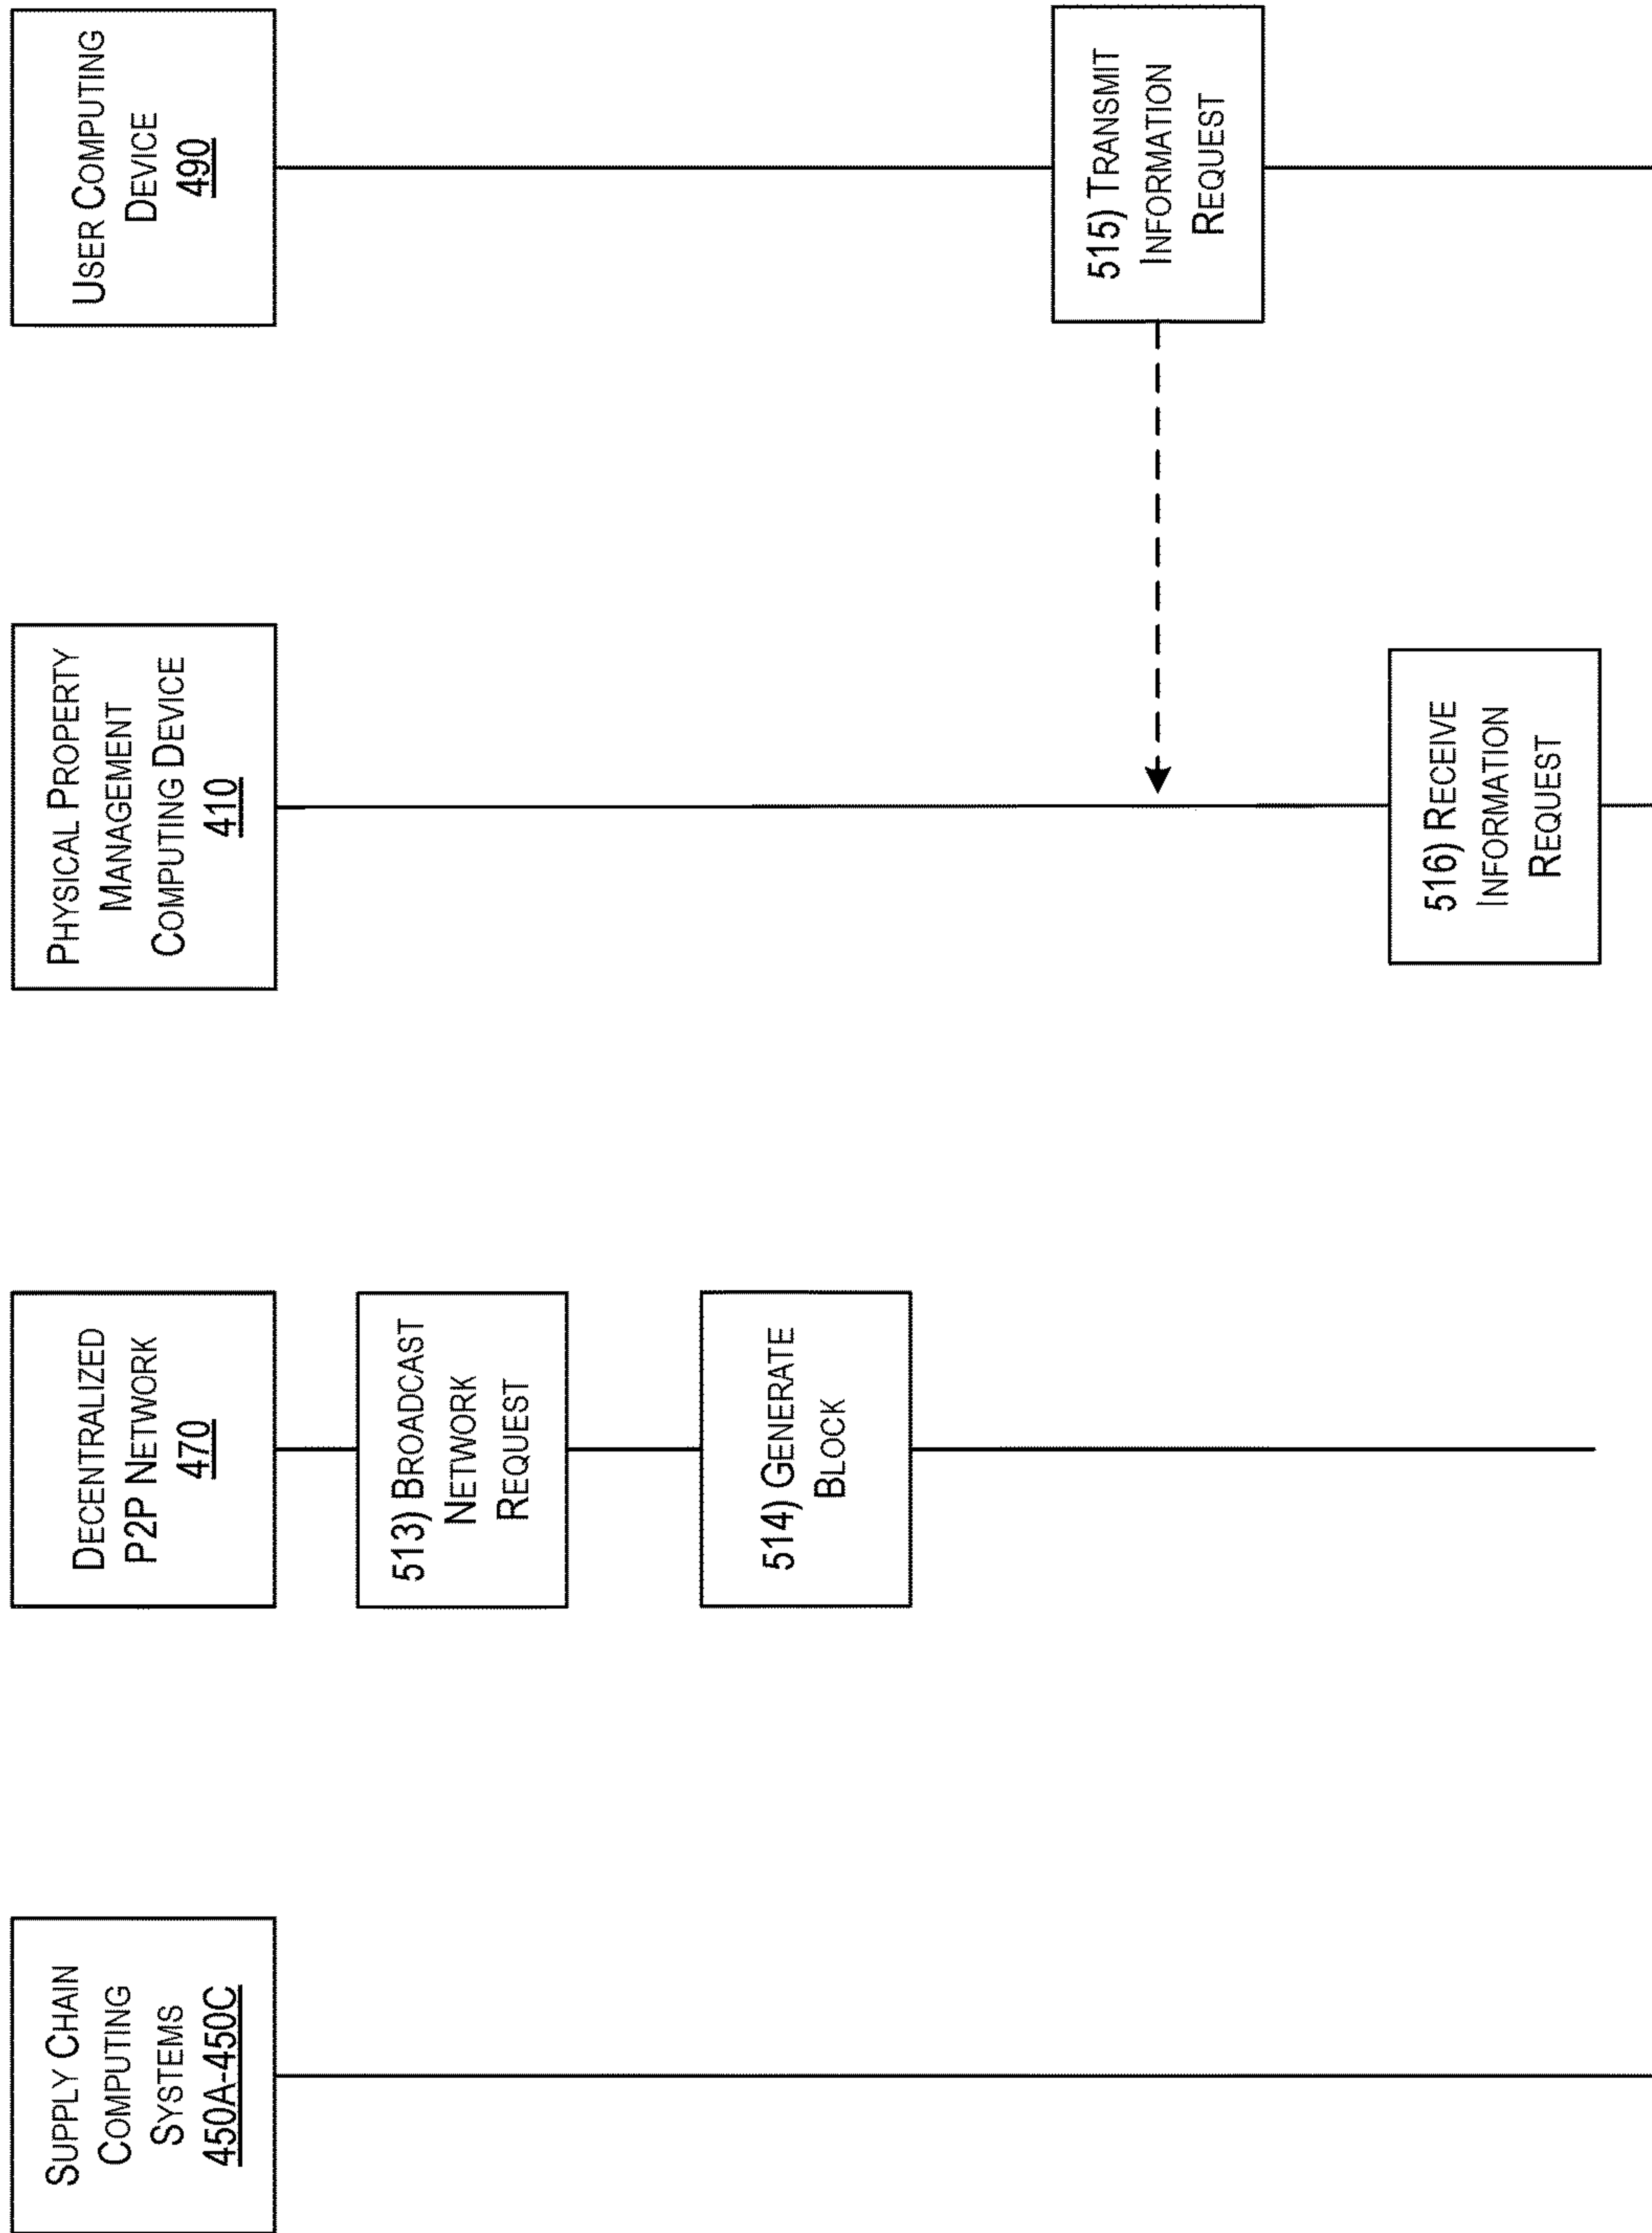 SUPPLY CHAIN
COMPUTING
SYSTEMS
450A-450C
DECENTRALIZED
P2P NETWORK
470
PHYSICAL PROPERTY
MANAGEMENT
COMPUTING DEVICE
410
USER COMPUTING
DEVICE
490
513) BROADCAST
NETWORK
REQUEST
514) GENERATE
BLOCK
515) TRANSMIT
INFORMATION
REQUEST
516) RECEIVE
INFORMATION
REQUEST